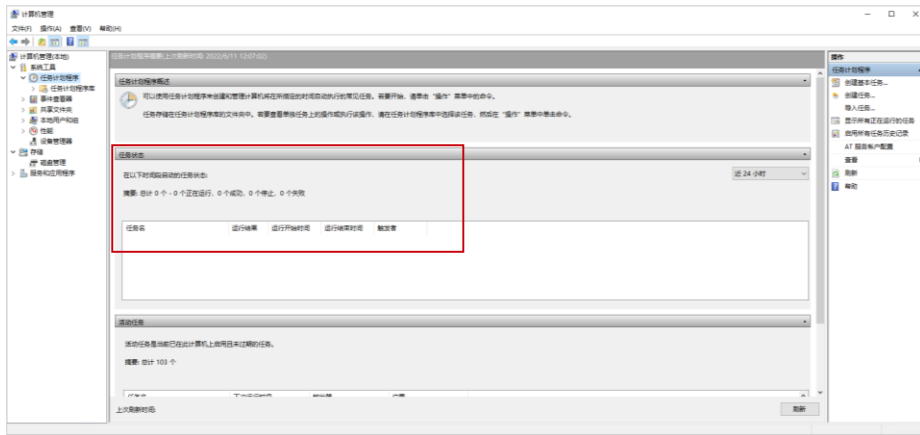 计算机管理
文件(F) 操作(A) 查看(V) 帮助(H)
计算机管理(本地)
系统工具
任务计划程序
任务计划程序库
事件查看器
共享文件夹
本地用户和组
性能
设备管理器
存储
磁盘管理
服务和应用程序
任务计划程序摘要(上次刷新时间: 2022/6/11 12:07:02)
任务计划程序概述
可以使用任务计划程序来创建和管理计算机将在所指定的时间自动执行的常见任务。若要开始，请单击“操作”菜单中的命令。
任务存储在任务计划程序库的文件夹中。若要查看单独任务上的操作或执行该操作，请在任务计划程序库中选择该任务，然后在“操作”菜单中单击命令。
任务状态
在以下时间段启动的任务状态:
近 24 小时
摘要: 总计 0 个 - 0 个正在运行，0 个成功，0 个停止，0 个失败
任务名 运行结果 运行开始时间 运行结束时间 触发者
活动任务
活动任务是当前已在此计算机上启用且未过期的任务。
摘要: 总计 103 个
上次刷新时间:
刷新
操作
任务计划程序
创建基本任务...
创建任务...
导入任务...
显示所有正在运行的任务
启用所有任务历史记录
AT 服务帐户配置
查看
刷新
帮助